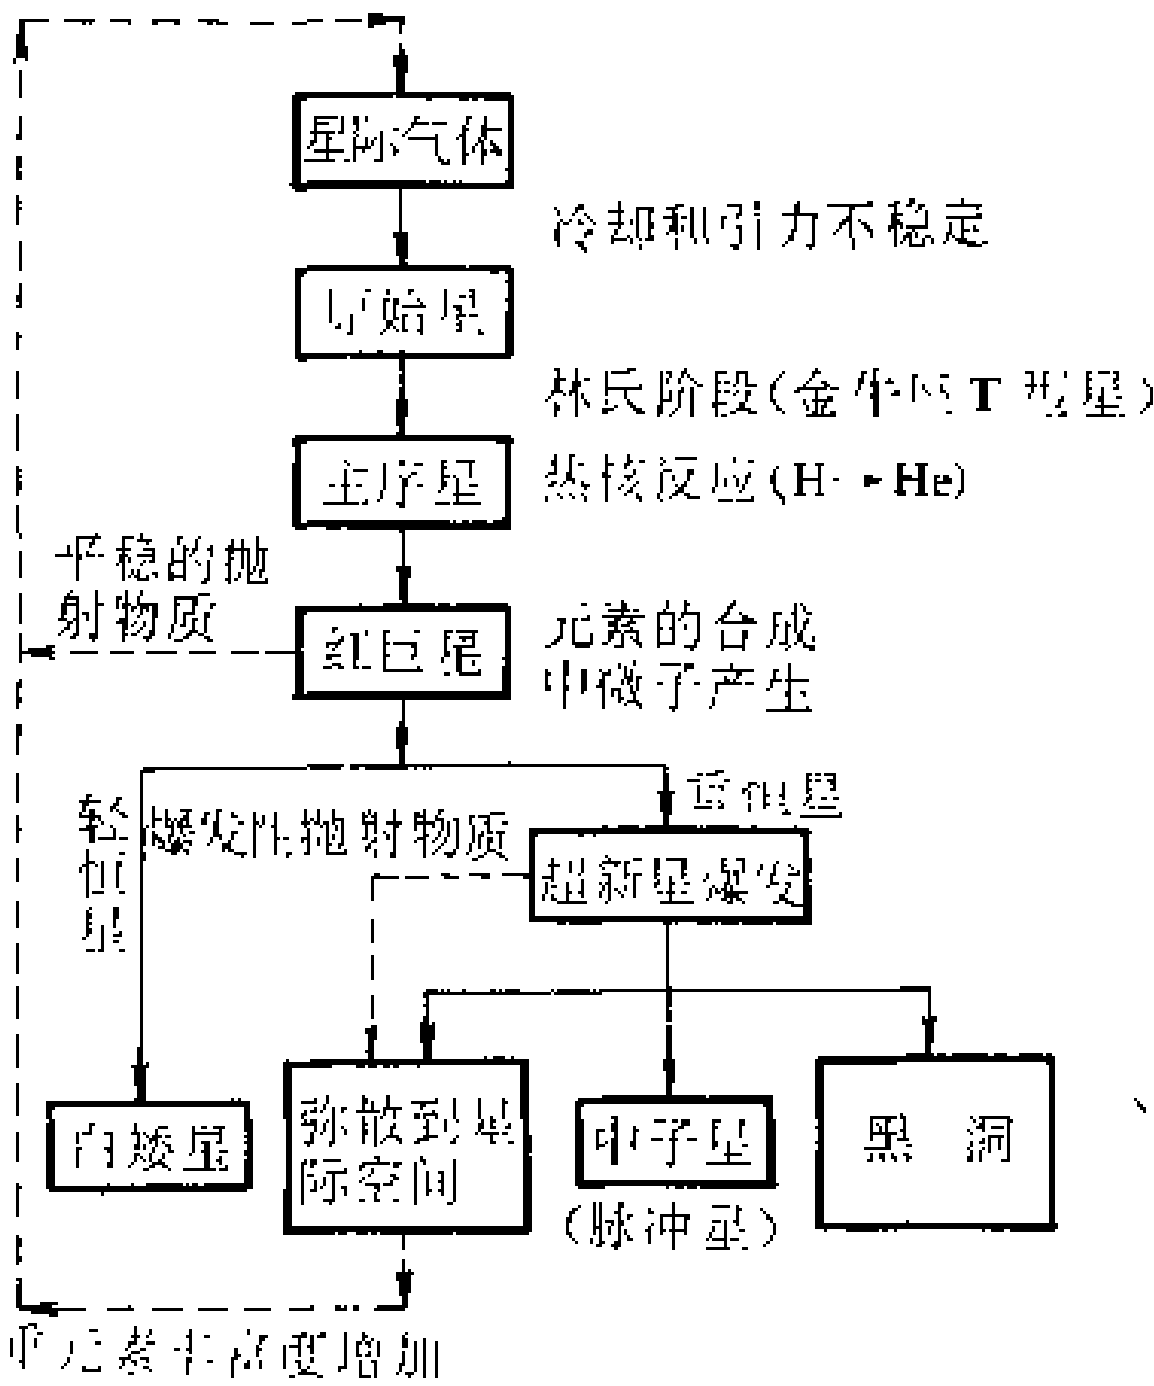 星际气体
冷却和引力不稳定
原始星
林氏阶段(金牛座T型星)
主序星
热核反应(H→He)
平稳的抛
射物质
红巨星
元素的合成
中微子产生
重恒星
轻恒星
爆发性抛射物质
超新星爆发
白矮星
弥散到星
际空间
中子星
(脉冲星)
黑洞
重元素丰富度增加